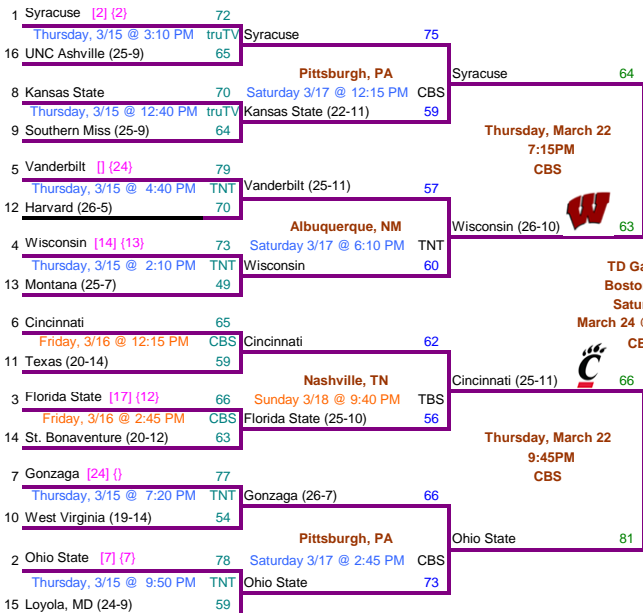 1 Syracuse [2] {2} 72
Thursday, 3/15 @ 3:10 PM truTV Syracuse 75
16 UNC Ashville (25-9) 65
Pittsburgh, PA Syracuse 64
8 Kansas State 70 Saturday 3/17 @ 12:15 PM CBS
Thursday, 3/15 @ 12:40 PM truTV Kansas State (22-11) 59
9 Southern Miss (25-9) 64 Thursday, March 22
7:15PM
5 Vanderbilt [] {24} 79 CBS
Thursday, 3/15 @ 4:40 PM TNT Vanderbilt (25-11) 57
12 Harvard (26-5) 70
Albuquerque, NM Wisconsin (26-10) W 63
4 Wisconsin [14] {13} 73 Saturday 3/17 @ 6:10 PM TNT
Thursday, 3/15 @ 2:10 PM TNT Wisconsin 60 TD Ga
13 Montana (25-7) 49 Bosto
Satur
6 Cincinnati 65 March 24 @
Friday, 3/16 @ 12:15 PM CBS Cincinnati 62 CB
11 Texas (20-14) 59
Nashville, TN Cincinnati (25-11) C 66
3 Florida State [17] {12} 66 Sunday 3/18 @ 9:40 PM TBS
Friday, 3/16 @ 2:45 PM CBS Florida State (25-10) 56
14 St. Bonaventure (20-12) 63 Thursday, March 22
9:45PM
7 Gonzaga [24] {} 77 CBS
Thursday, 3/15 @ 7:20 PM TNT Gonzaga (26-7) 66
10 West Virginia (19-14) 54
Pittsburgh, PA Ohio State 81
2 Ohio State [7] {7} 78 Saturday 3/17 @ 2:45 PM CBS
Thursday, 3/15 @ 9:50 PM TNT Ohio State 73
15 Loyola, MD (24-9) 59